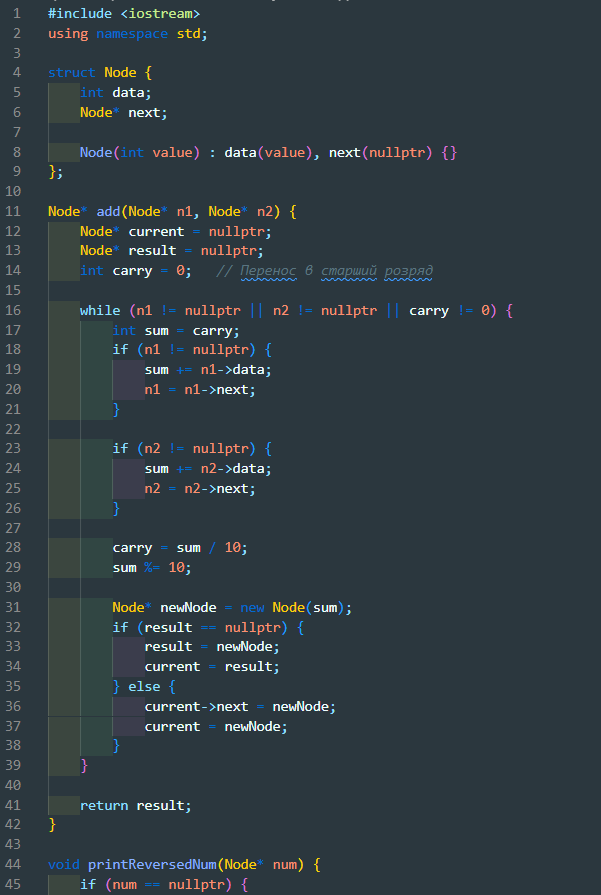 1 #include <iostream>
2 using namespace std;
3
4 struct Node {
5     int data;
6     Node* next;
7
8     Node(int value) : data(value), next(nullptr) {}
9 };
10
11 Node* add(Node* n1, Node* n2) {
12     Node* current = nullptr;
13     Node* result = nullptr;
14     int carry = 0;   // Перенос в старший розряд
15
16     while (n1 != nullptr || n2 != nullptr || carry != 0) {
17         int sum = carry;
18         if (n1 != nullptr) {
19             sum += n1->data;
20             n1 = n1->next;
21         }
22
23         if (n2 != nullptr) {
24             sum += n2->data;
25             n2 = n2->next;
26         }
27
28         carry = sum / 10;
29         sum %= 10;
30
31         Node* newNode = new Node(sum);
32         if (result == nullptr) {
33             result = newNode;
34             current = result;
35         } else {
36             current->next = newNode;
37             current = newNode;
38         }
39     }
40
41     return result;
42 }
43
44 void printReversedNum(Node* num) {
45     if (num == nullptr) {